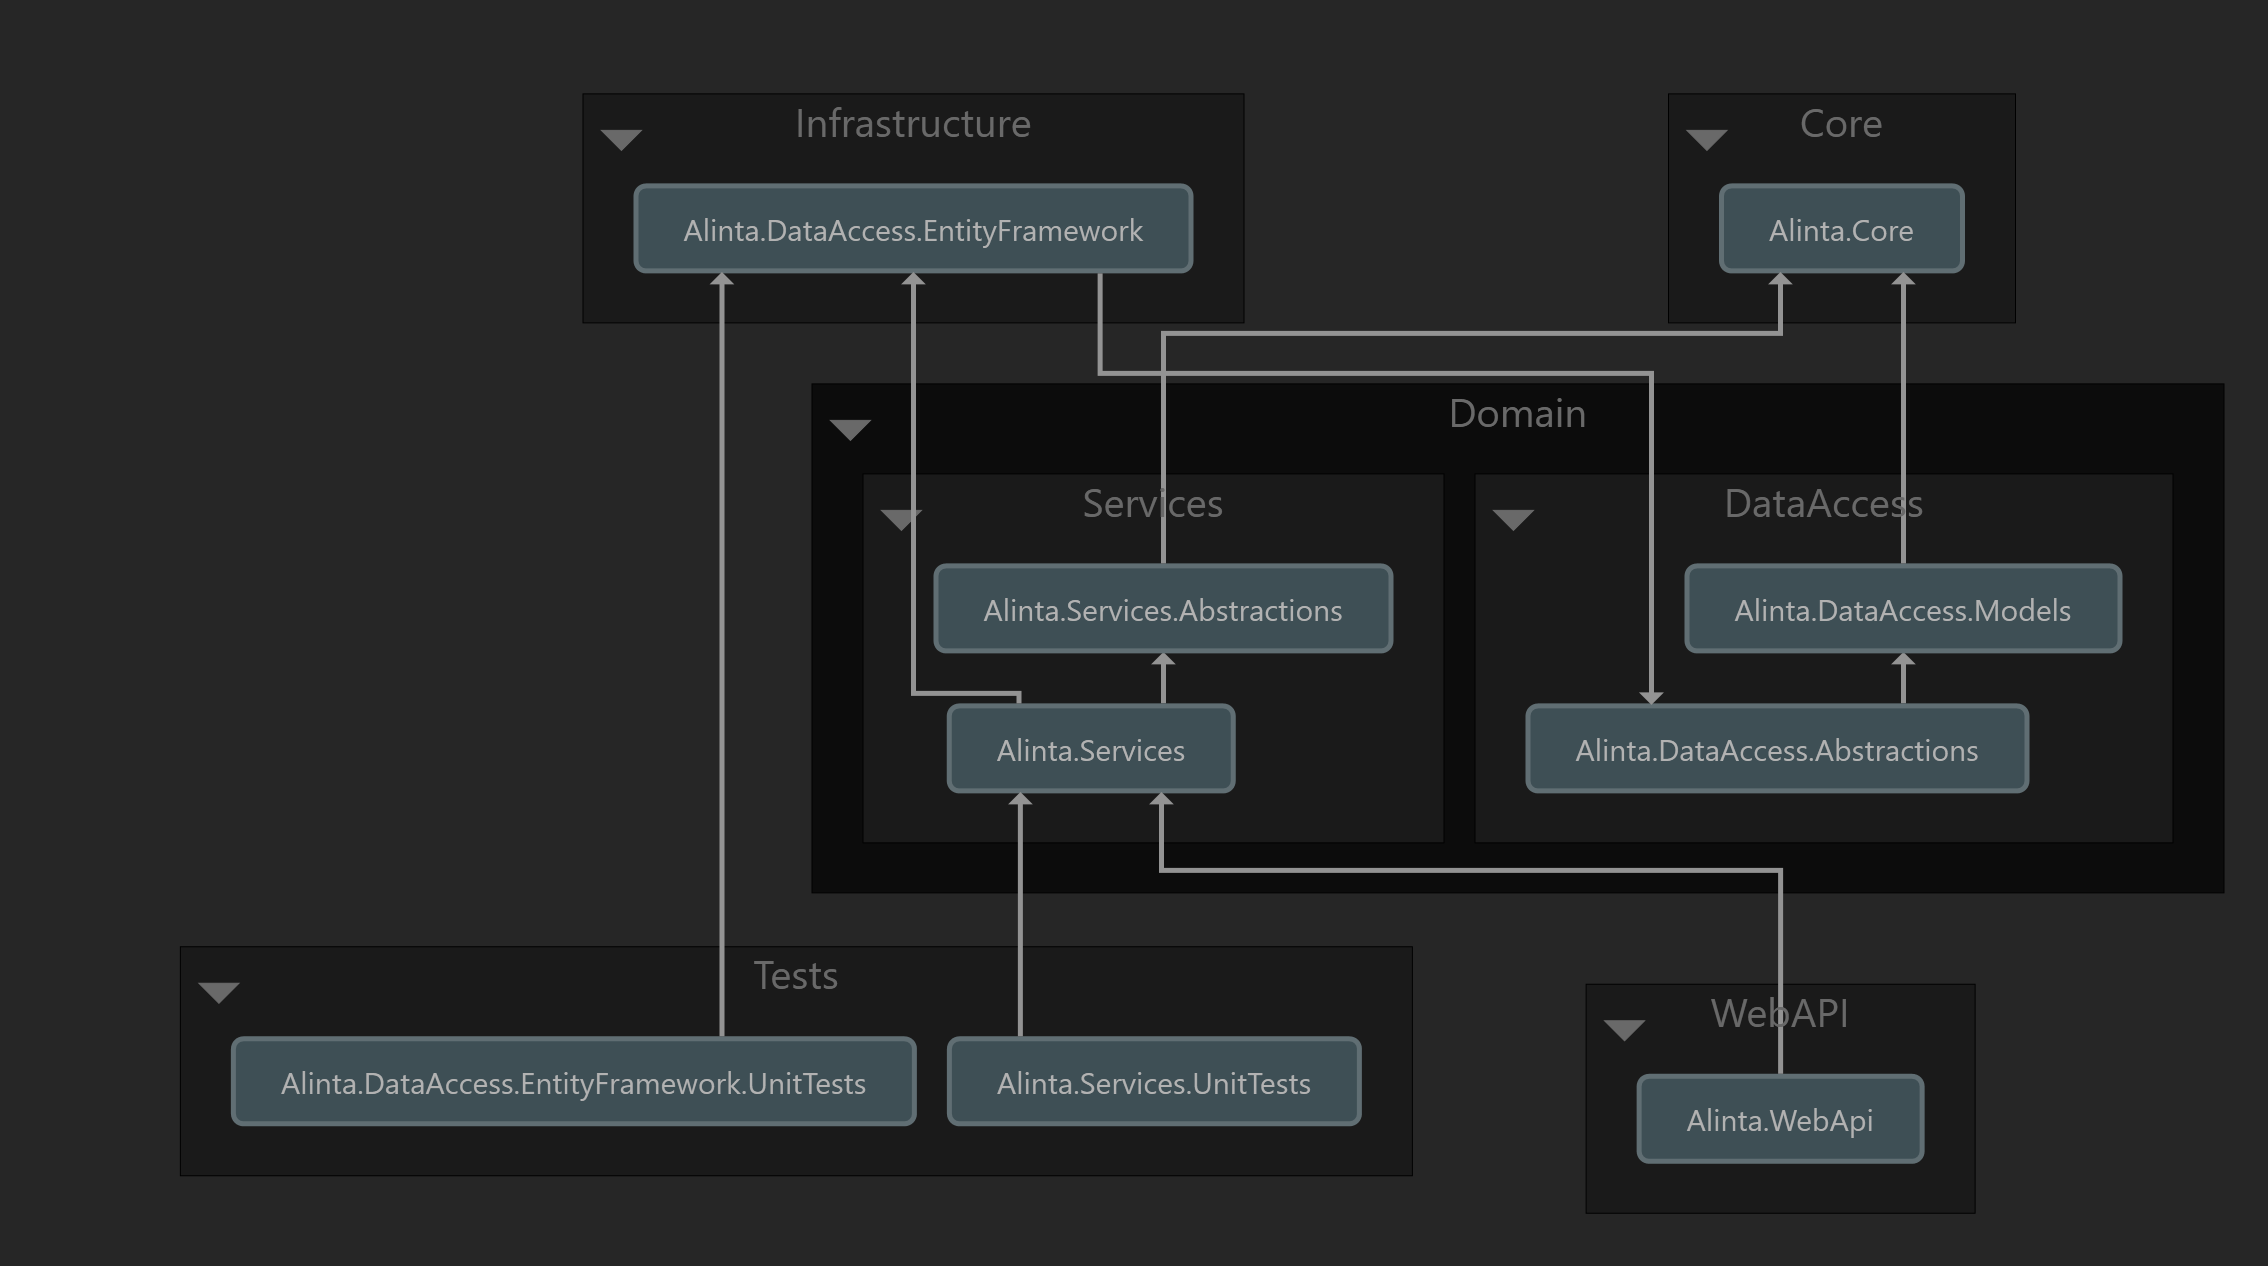 Infrastructure
Core
Alinta.DataAccess.EntityFramework
Alinta.Core
Domain
Services
DataAccess
Alinta.Services.Abstractions
Alinta.DataAccess.Models
Alinta.Services
Alinta.DataAccess.Abstractions
Tests
WebAPI
Alinta.DataAccess.EntityFramework.UnitTests
Alinta.Services.UnitTests
Alinta.WebApi